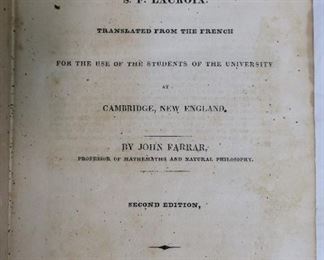 S. F. LACROIX.
TRANSLATED FROM THE FRENCH
FOR THE USE OF THE STUDENTS OF THE UNIVERSITY
AT
CAMBRIDGE, NEW ENGLAND,
BY JOHN FARRAR,
PROFESSOR OF MATHEMATICS AND NATURAL PHILOSOPHY.
SECOND EDITION,